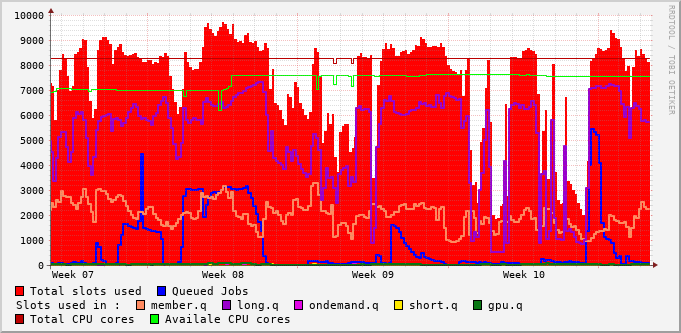 10000
9000
8000
7000
6000
5000
4000
3000
2000
1000
0
Week 07 Week 08 Week 09 Week 10
RRDTOOL / TOBI OETIKER
Total slots used Queued Jobs
Slots used in : member.q long.q ondemand.q short.q gpu.q
Total CPU cores Availale CPU cores